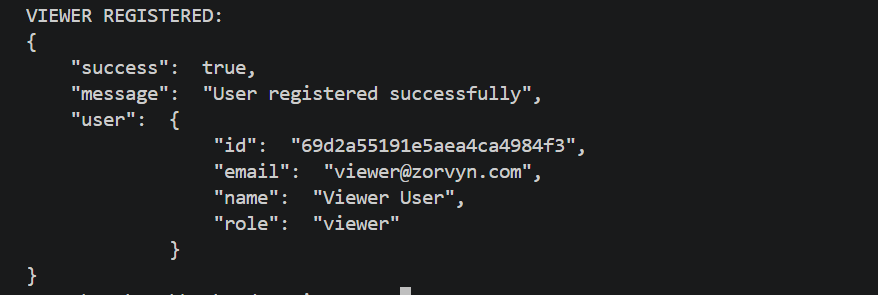 VIEWER REGISTERED:
{
    "success":  true,
    "message":  "User registered successfully",
    "user":  {
                 "id":  "69d2a55191e5aea4ca4984f3",
                 "email":  "viewer@zorvyn.com",
                 "name":  "Viewer User",
                 "role":  "viewer"
             }
}